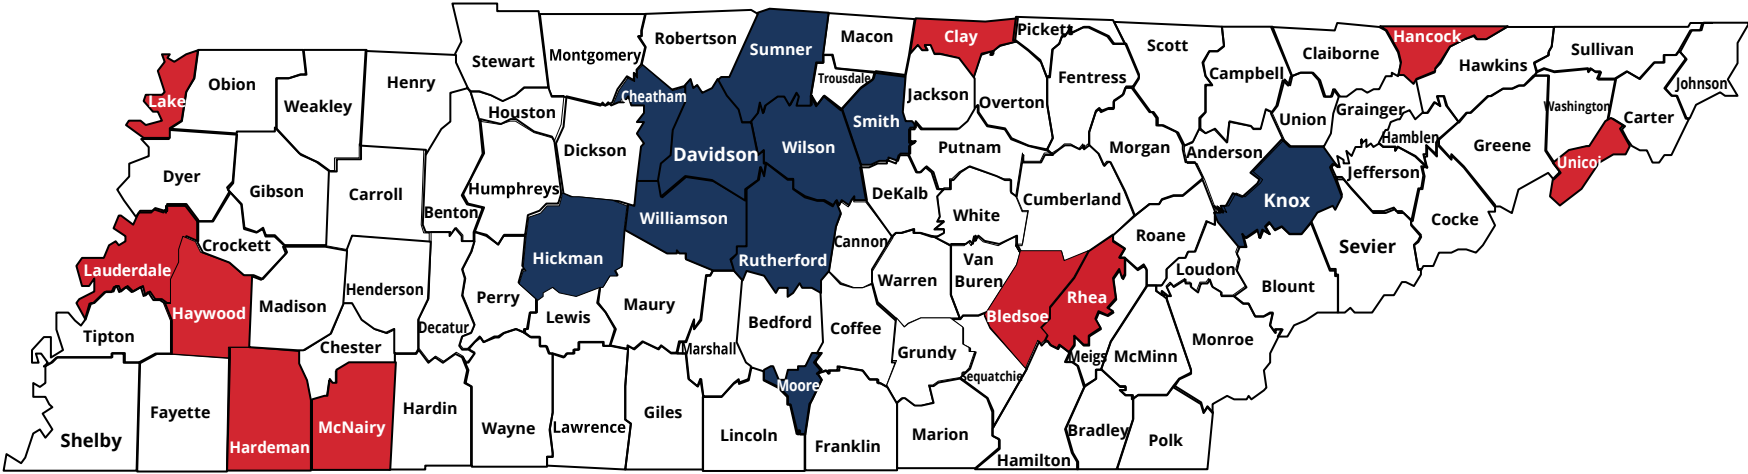 Pickett
Hancock
Macon
Clay
Robertson
Scott
Sumner
Sullivan
Claiborne
Montgomery
Stewart
Hawkins
Campbell
Trousdale
Fentress
Obion
Henry
Johnson
Jackson
Cheatham
Lake
Overton
Weakley
Washington
Grainger
Houston
Carter
Union
Smith
Hamblen
Greene
Wilson
Putnam
Morgan
Dickson
Davidson
Anderson
Unicoi
Jefferson
Dyer
Humphreys
Gibson
Carroll
DeKalb
Cumberland
Knox
Benton
White
Williamson
Cocke
Roane
Cannon
Crockett
Sevier
Hickman
Rutherford
Van
Buren
Lauderdale
Loudon
Warren
Blount
Henderson
Perry
Rhea
Maury
Madison
Haywood
Bledsoe
Lewis
Bedford
Decatur
Coffee
Tipton
Monroe
Chester
Marshall
Grundy
Meigs
McMinn
Sequatchie
Moore
Hardin
Fayette
Giles
McNairy
Lawrence
Wayne
Bradley
Lincoln
Marion
Shelby
Polk
Hardeman
Franklin
Hamilton